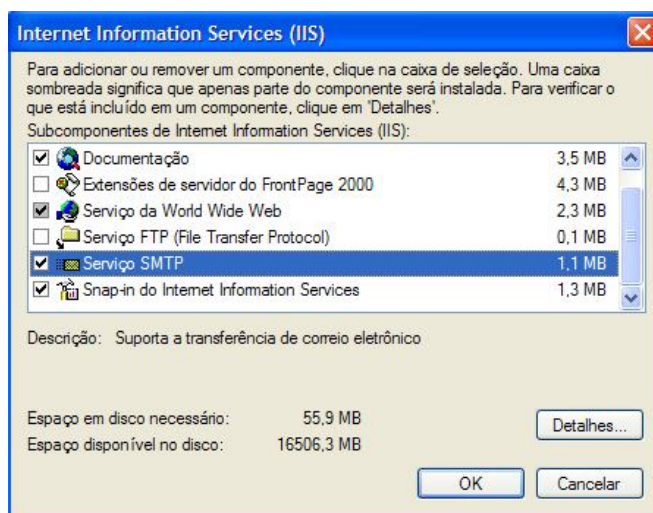 Internet Information Services (IIS)
Para adicionar ou remover um componente, clique na caixa de seleção. Uma caixa
sombreada significa que apenas parte do componente será instalada. Para verificar o
que está incluído em um componente, clique em 'Detalhes'.
Subcomponentes de Internet Information Services (IIS):
Documentação 3,5 MB
Extensões de servidor do FrontPage 2000 4,3 MB
Serviço da World Wide Web 2,3 MB
Serviço FTP (File Transfer Protocol) 0,1 MB
Serviço SMTP 1,1 MB
Snap-in do Internet Information Services 1,3 MB
Descrição: Suporta a transferência de correio eletrônico
Espaço em disco necessário: 55,9 MB
Espaço disponível no disco: 16506,3 MB
Detalhes...
OK Cancelar